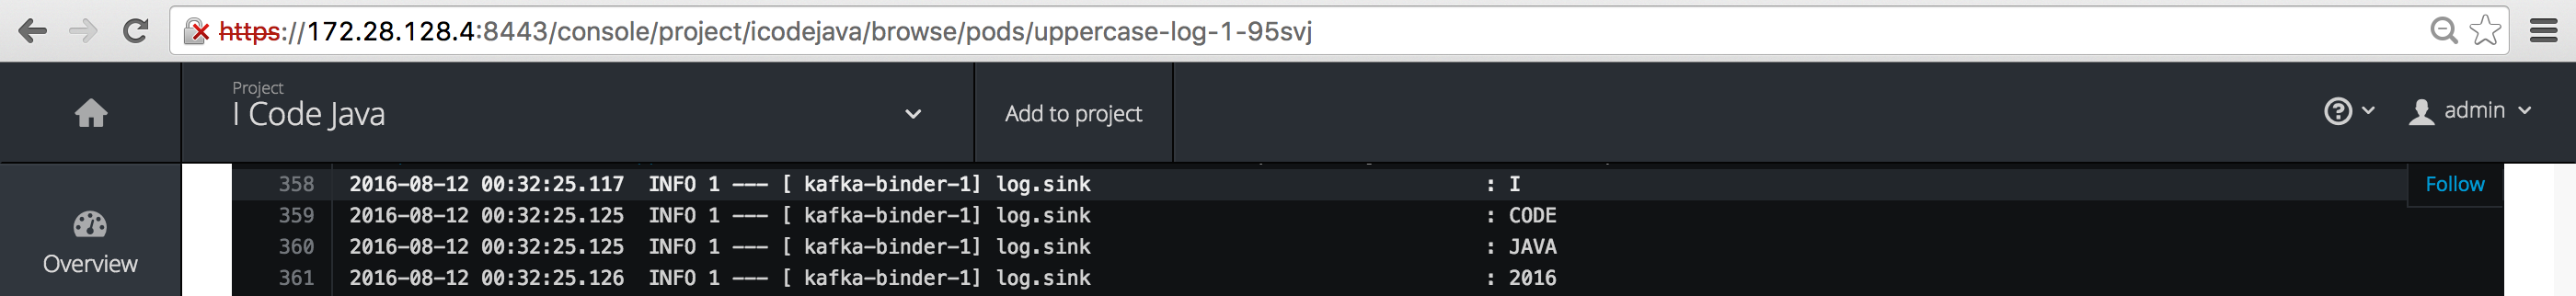 https://172.28.128.4:8443/console/project/icodejava/browse/pods/uppercase-log-1-95svj
Project
I Code Java
Add to project
admin
358 2016-08-12 00:32:25.117 INFO 1 --- [ kafka-binder-1] log.sink : I
Follow
359 2016-08-12 00:32:25.125 INFO 1 --- [ kafka-binder-1] log.sink : CODE
360 2016-08-12 00:32:25.125 INFO 1 --- [ kafka-binder-1] log.sink : JAVA
361 2016-08-12 00:32:25.126 INFO 1 --- [ kafka-binder-1] log.sink : 2016
Overview